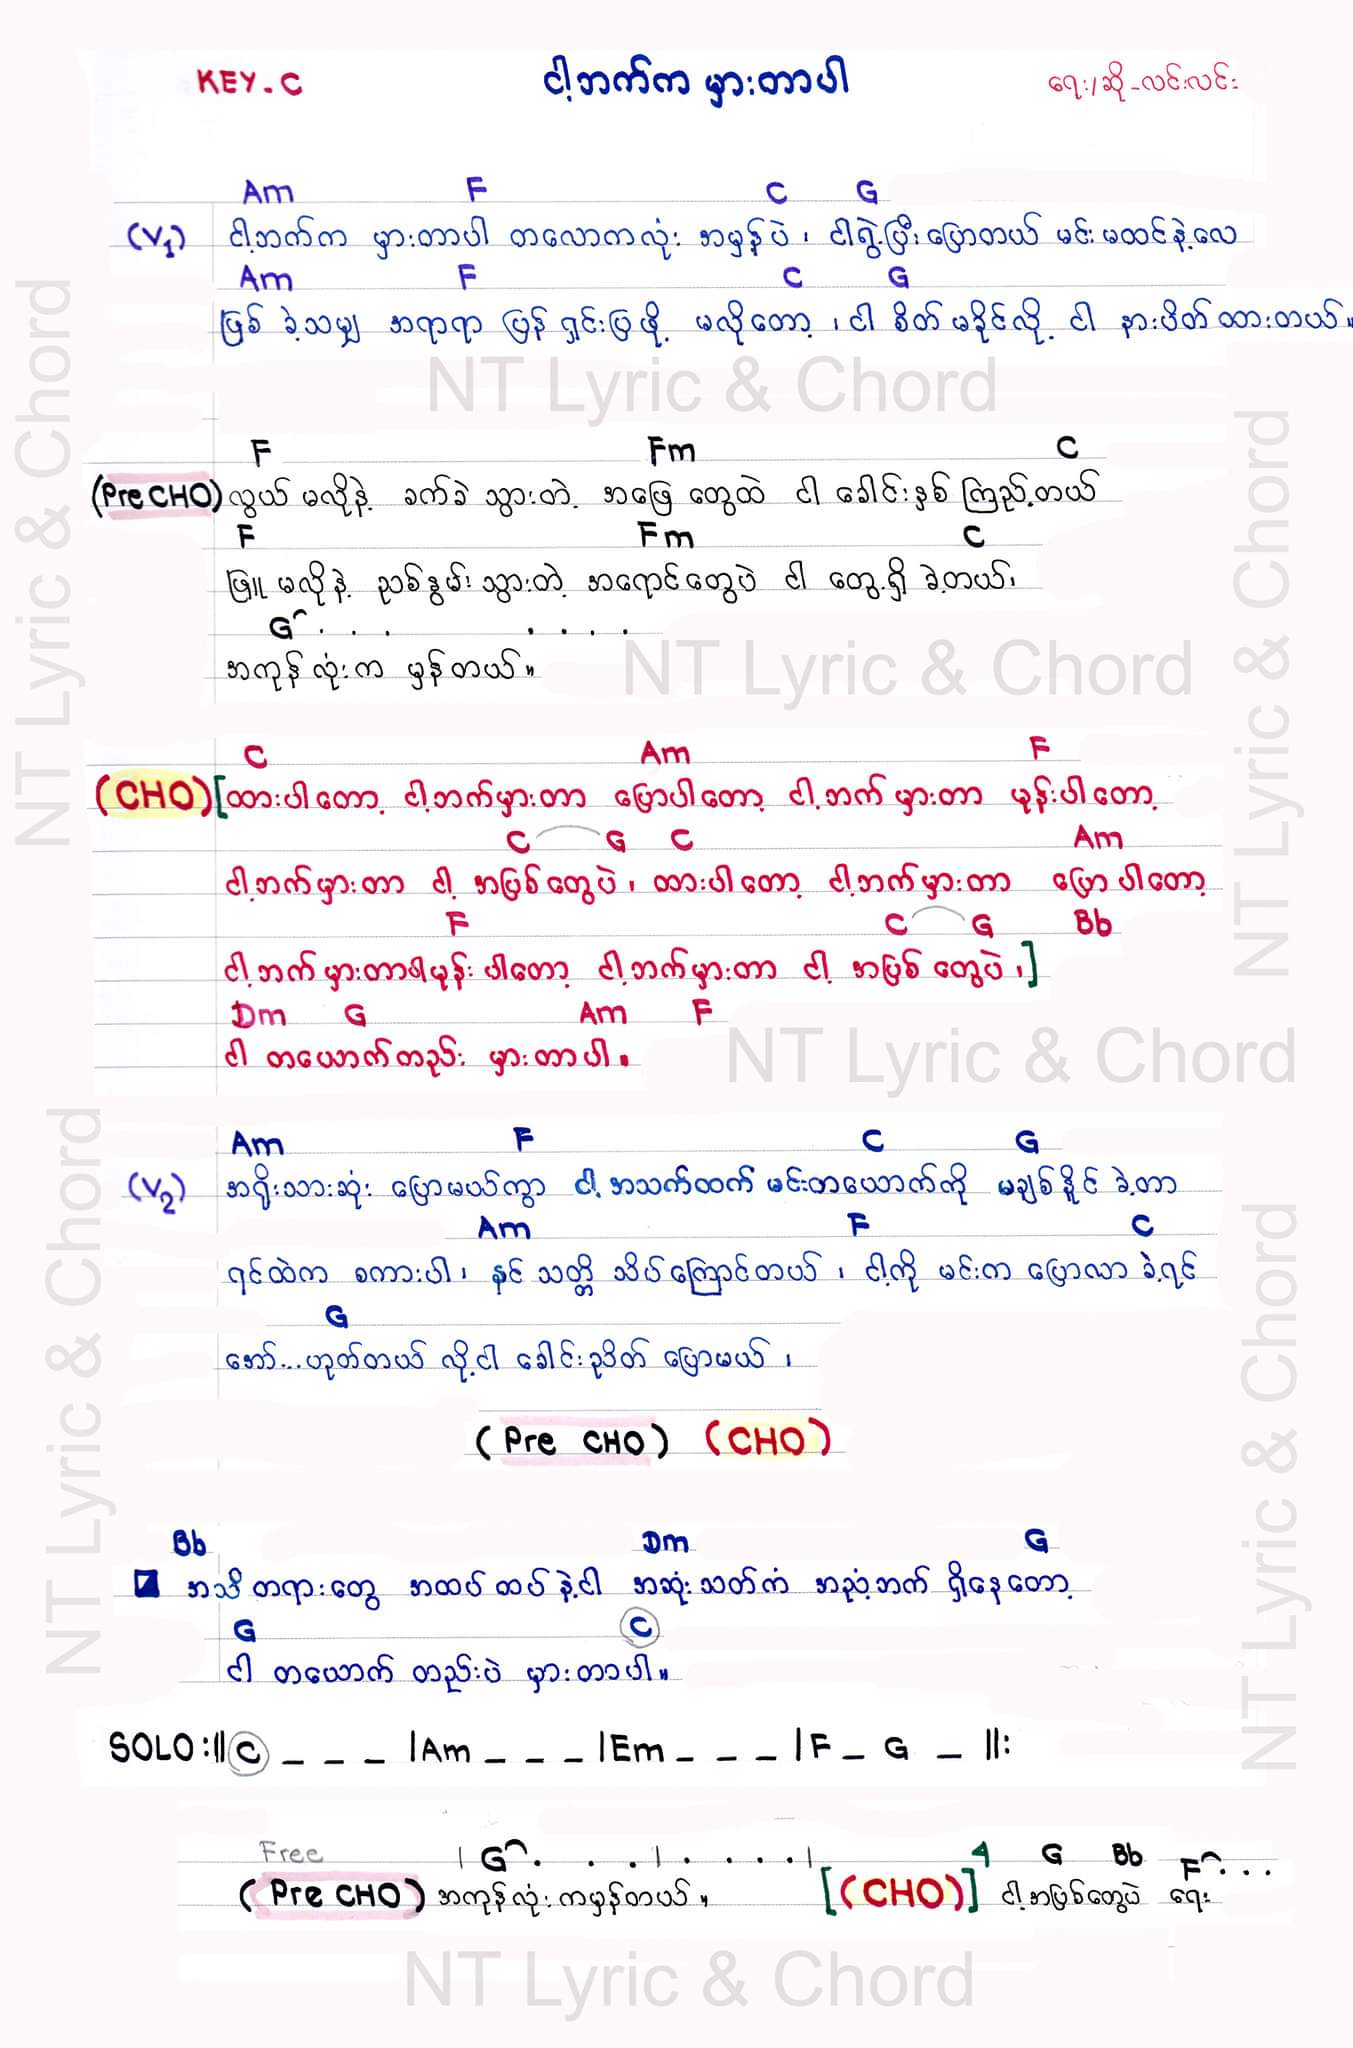 KEY - C ငါ့ဘက်က မှားတာပါ ရေး/ဆို - လင်းလင်း
Am F C G
(V1) ငါ့ဘက်က မှားတာပါ တလောကလုံး အမှန်ပဲ ၊ ငါရွဲ့ပြီးပြောတယ် မင်းမထင်နဲ့လေ
Am F C G
ဖြစ်ခဲ့သမျှ အရာရာ ပြန်ရှင်းပြဖို့ မလိုတော့ ၊ ငါ စိတ်မခိုင်လို့ ငါ နားပိတ်ထားတယ်။
NT Lyric & Chord
F Fm C
(Pre CHO) လွယ်မလိုနဲ့ ခက်ခဲသွားတဲ့ အဖြေတွေထဲ ငါ ခေါင်းနှစ်ကြည့်တယ်
F Fm C
ဖြူမလိုနဲ့ ညစ်နွမ်းသွားတဲ့ အရောင်တွေပဲ ငါ တွေ့ရှိခဲ့တယ်၊
G . . . . . . .
အကုန်လုံးက မှန်တယ်။
NT Lyric & Chord
C Am F
(CHO) [ထားပါတော့ ငါ့ဘက်မှားတာ ပြောပါတော့ ငါ့ဘက်မှားတာ မုန်းပါတော့
C G C Am
ငါ့ဘက်မှားတာ ငါ့အပြစ်တွေပဲ ၊ ထားပါတော့ ငါ့ဘက်မှားတာ ပြောပါတော့
F C G Bb
ငါ့ဘက်မှားတာ မုန်းပါတော့ ငါ့ဘက်မှားတာ ငါ့ အပြစ်တွေပဲ ၊]
Dm G Am F
ငါ တယောက်တည်း မှားတာပါ။
NT Lyric & Chord
Am F C G
(V2) အရိုးသားဆုံး ပြောမယ်ကွာ ငါ့အသက်ထက် မင်းတယောက်ကို မချစ်နိုင်ခဲ့တာ
Am F C
ရင်ထဲက စကားပါ ၊ နင် သတ္တိ သိပ်ကြောင်တယ် ၊ ငါ့ကို မင်းက ပြောလာခဲ့ရင်
G
အော်...ဟုတ်တယ် လို့ငါ ခေါင်းညိတ်ပြောမယ် ၊
(Pre CHO) (CHO)
Bb Dm G
အသိတရားတွေ အထပ်ထပ်နဲ့ငါ အဆုံးသတ်ကံ အညံ့ဘက် ရှိနေတော့
G C
ငါ တယောက်တည်းပဲ မှားတာပါ။
SOLO :|| C _ _ _ | Am _ _ _ | Em _ _ _ | F _ G _ ||:
Free | G . . . | . . . . | 4 G Bb F . . .
(Pre CHO) အကုန်လုံးကမှန်တယ်။ [(CHO)] ငါ့အပြစ်တွေပဲ ရေး
NT Lyric & Chord
NT Lyric & Chord
NT Lyric & Chord
NT Lyric & Chord
NT Lyric & Chord